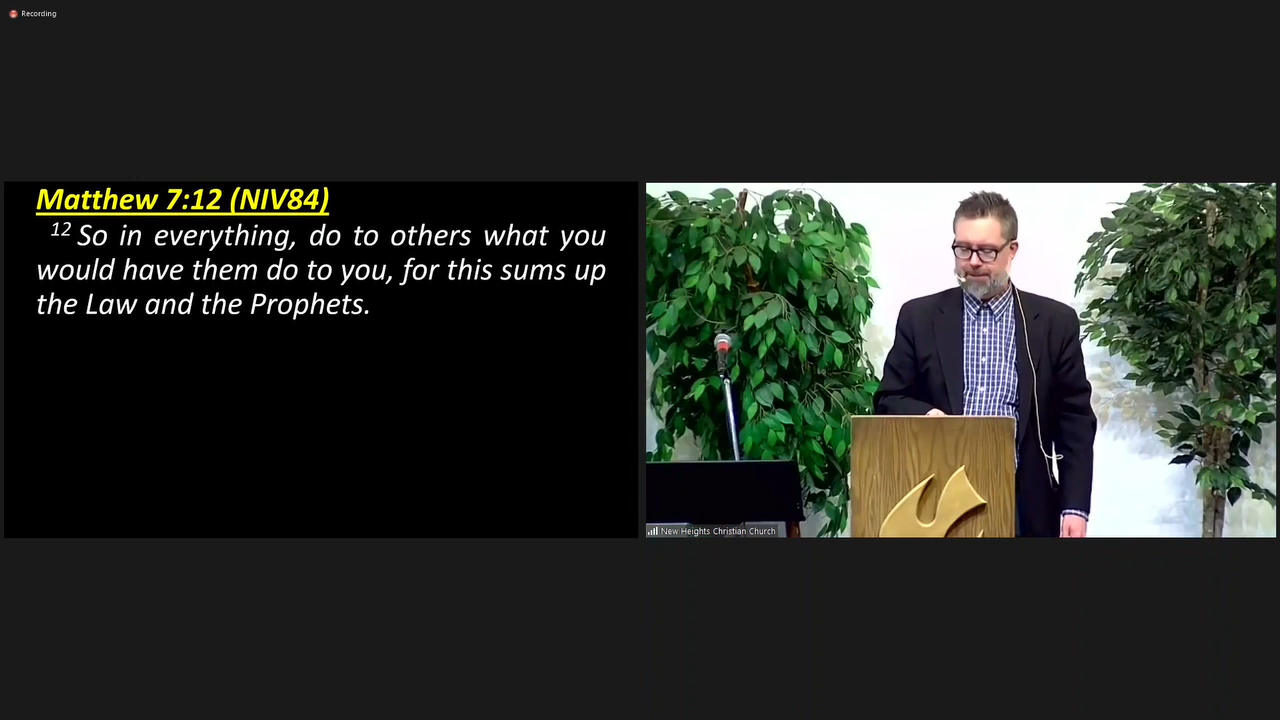 Recording
Matthew 7:12 (NIV84)
12 So in everything, do to others what you
would have them do to you, for this sums up
the Law and the Prophets.
New Heights Christian Church